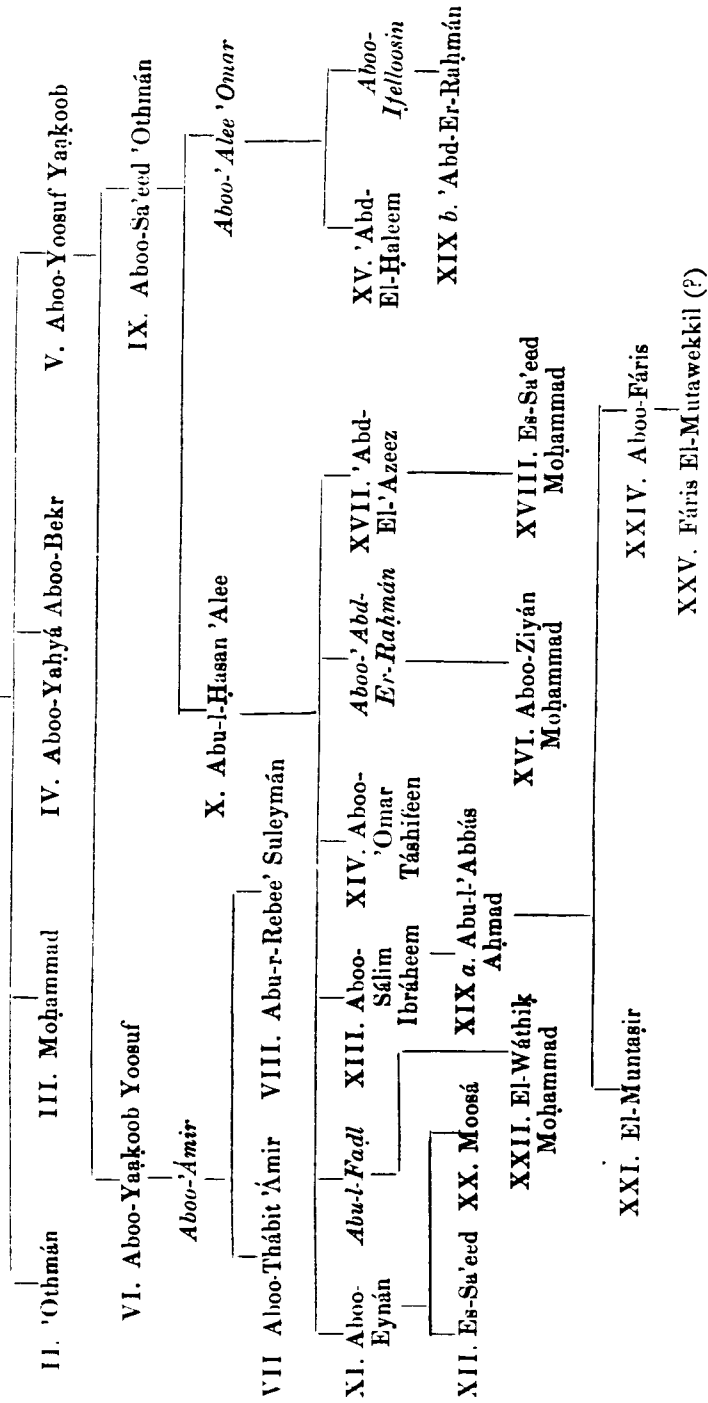 II. 'Othmán
III. Moḥammad
IV. Aboo-Yaḥyá Aboo-Bekr
V. Aboo-Yoosuf Yaạḳoob
VI. Aboo-Yaạḳoob Yoosuf
IX. Aboo-Sa'eed 'Othmán
Aboo-'Ámir
X. Abu-l-Ḥasan 'Alee
Aboo-'Alee 'Omar
VII Aboo-Thábit 'Ámir
VIII. Abu-r-Rebee' Suleymán
XI. Aboo-
Eynán
Abu-l-Faḍl
XIII. Aboo-
Sálim
Ibráheem
XIV. Aboo-
'Omar
Táshifeen
Aboo-'Abd-
Er-Raḥmán
XVII. 'Abd-
El-'Azeez
XV. 'Abd-
El-Ḥaleem
Aboo-
Ifelloosin
XII. Es-Sa'eed
XX. Moosá
XXII. El-Wáthiḳ
Moḥammad
XIX a. Abu-l-'Abbás
Aḥmad
XVI. Aboo-Ziyán
Moḥammad
XVIII. Es-Sa'eed
Moḥammad
XIX b. 'Abd-Er-Raḥmán
XXI. El-Muntaṣir
XXIV. Aboo-Fáris
XXV. Fáris El-Mutawekkil (?)